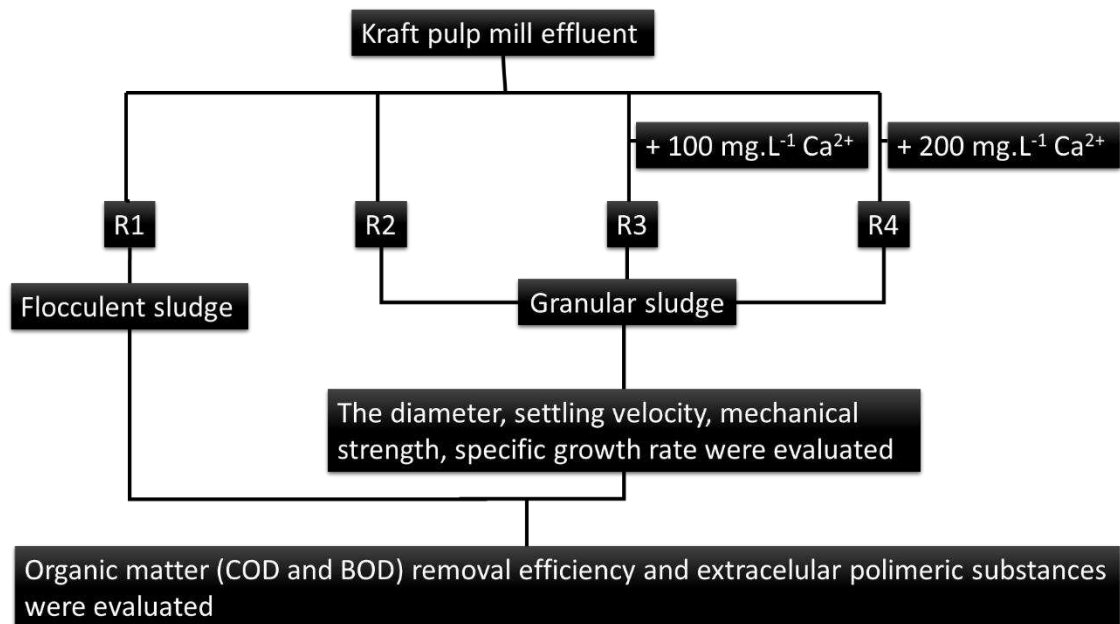 Kraft pulp mill effluent
+ 100 mg.L⁻¹ Ca²⁺
+ 200 mg.L⁻¹ Ca²⁺
R1
R2
R3
R4
Flocculent sludge
Granular sludge
The diameter, settling velocity, mechanical
strength, specific growth rate were evaluated
Organic matter (COD and BOD) removal efficiency and extracelular polimeric substances
were evaluated